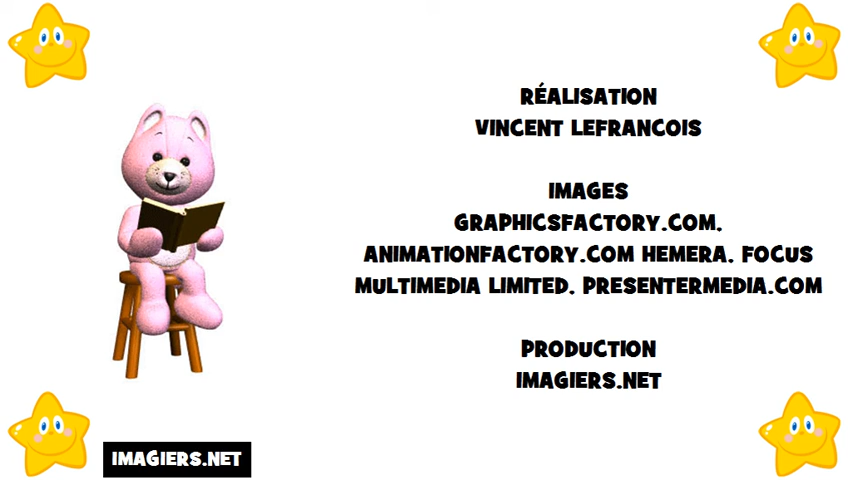 RÉALISATION
VINCENT LEFRANCOIS
IMAGES
GRAPHICSFACTORY.COM,
ANIMATIONFACTORY.COM HEMERA, FOCUS
MULTIMEDIA LIMITED, PRESENTERMEDIA.COM
PRODUCTION
IMAGIERS.NET
IMAGIERS.NET